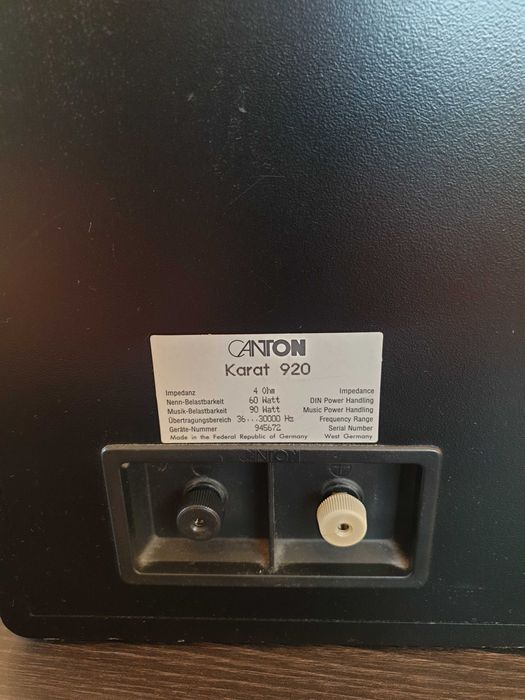 CANTON
Karat 920
Impedanz 4 Ohm Impedance
Nenn-Belastbarkeit 60 Watt DIN Power Handling
Musik-Belastbarkeit 90 Watt Music Power Handling
Übertragungsbereich 36...30000 Hz Frequency Range
Geräte-Nummer 945672 Serial Number
Made in the Federal Republic of Germany West Germany
CANTON